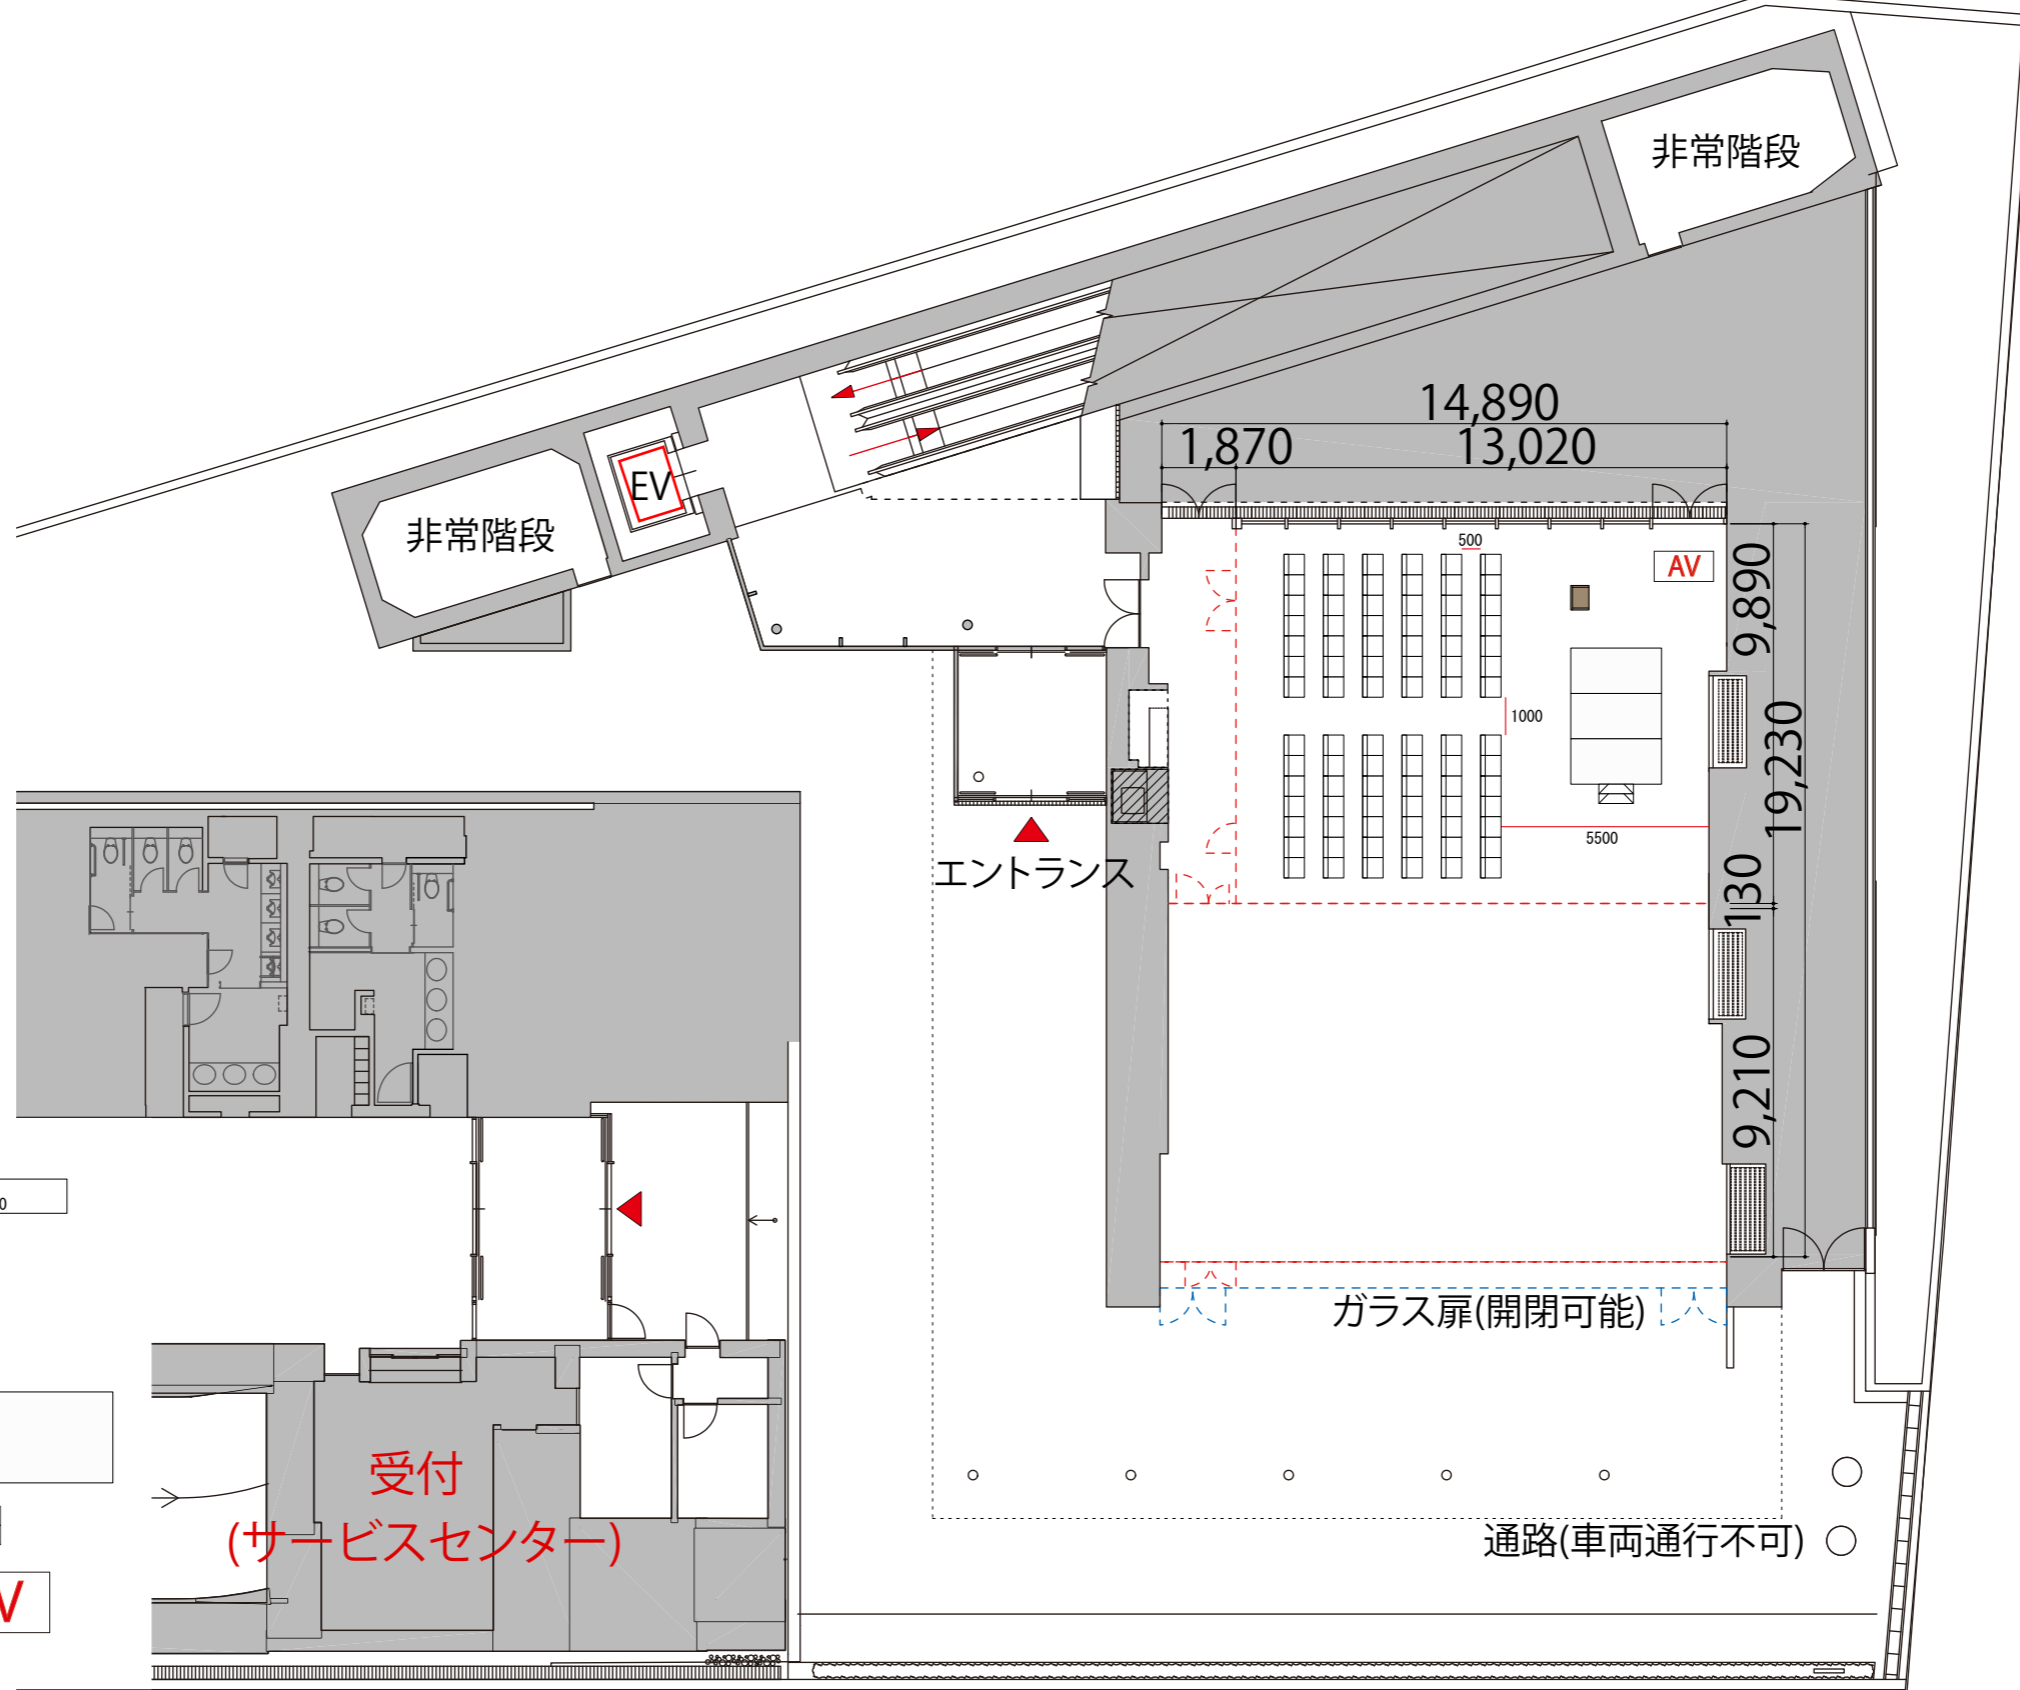 非常階段
14,890
1,870
13,020
EV
非常階段
500
AV
9,890
1000
19,230
5500
エントランス
130
9,210
0
ガラス扉(開閉可能)
受付
(サービスセンター)
通路(車両通行不可)
V